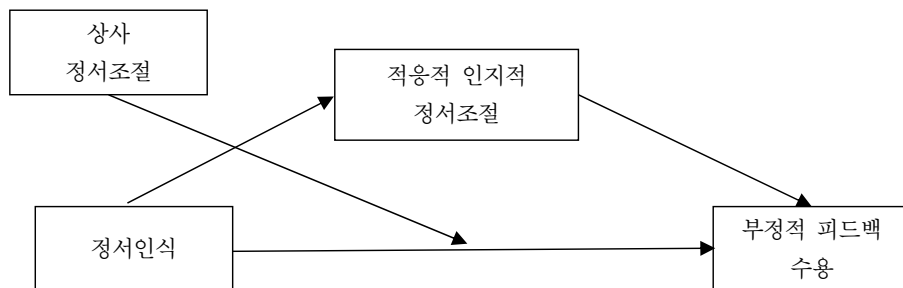 상사
정서조절
적응적 인지적
정서조절
정서인식
부정적 피드백
수용